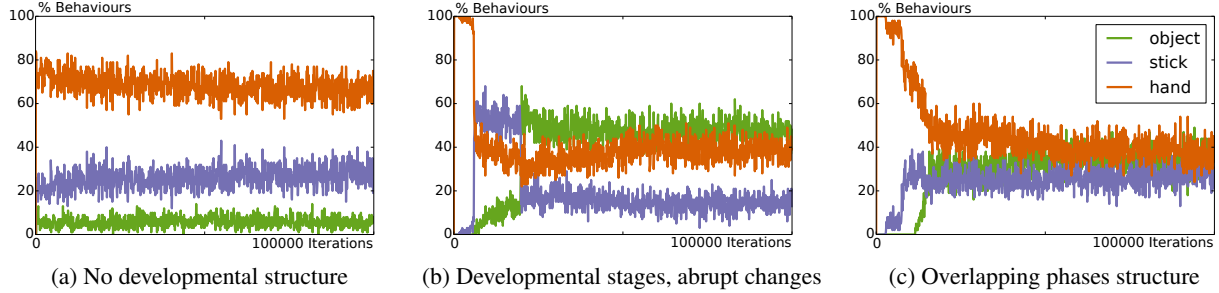 % Behaviours
100
80
60
40
20
0
0
100000 Iterations
(a) No developmental structure
% Behaviours
100
80
60
40
20
0
0
100000 Iterations
(b) Developmental stages, abrupt changes
% Behaviours
100
80
60
40
20
0
0
100000 Iterations
object
stick
hand
(c) Overlapping phases structure